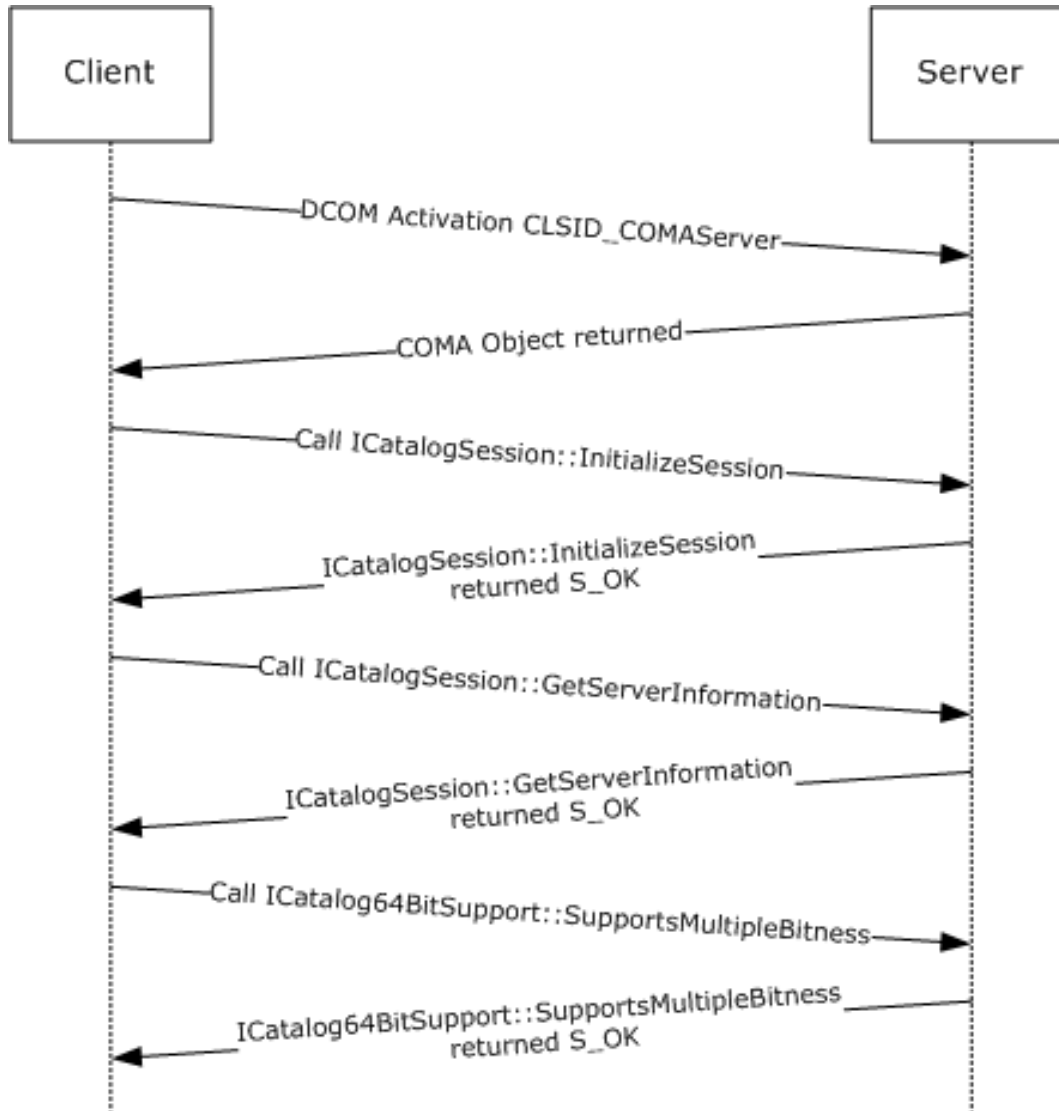 Client
Server
DCOM Activation CLSID_COMAServer
COMA Object returned
Call ICatalogSession::InitializeSession
ICatalogSession::InitializeSession
returned S_OK
Call ICatalogSession::GetServerInformation
ICatalogSession::GetServerInformation
returned S_OK
Call ICatalog64BitSupport::SupportsMultipleBitness
ICatalog64BitSupport::SupportsMultipleBitness
returned S_OK